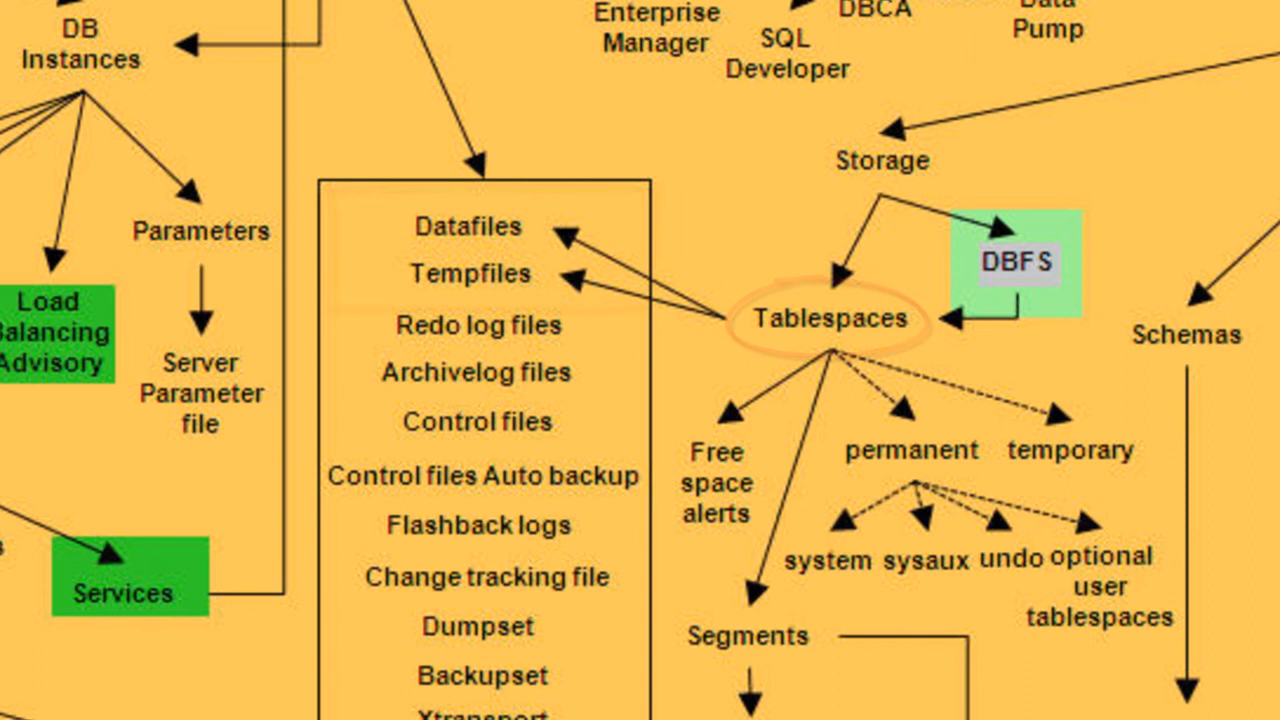 DB
Instances
Enterprise
Manager
SQL
Developer
DBCA
Data
Pump
Storage
Parameters
Datafiles
Tempfiles
DBFS
Tablespaces
Schemas
Load
Balancing
Advisory
Redo log files
Server
Parameter
file
Archivelog files
Control files
Free
space
alerts
permanent
temporary
Control files Auto backup
Flashback logs
system
sysaux
undo
optional
user
tablespaces
Services
Change tracking file
Dumpset
Segments
Backupset
Xtransport